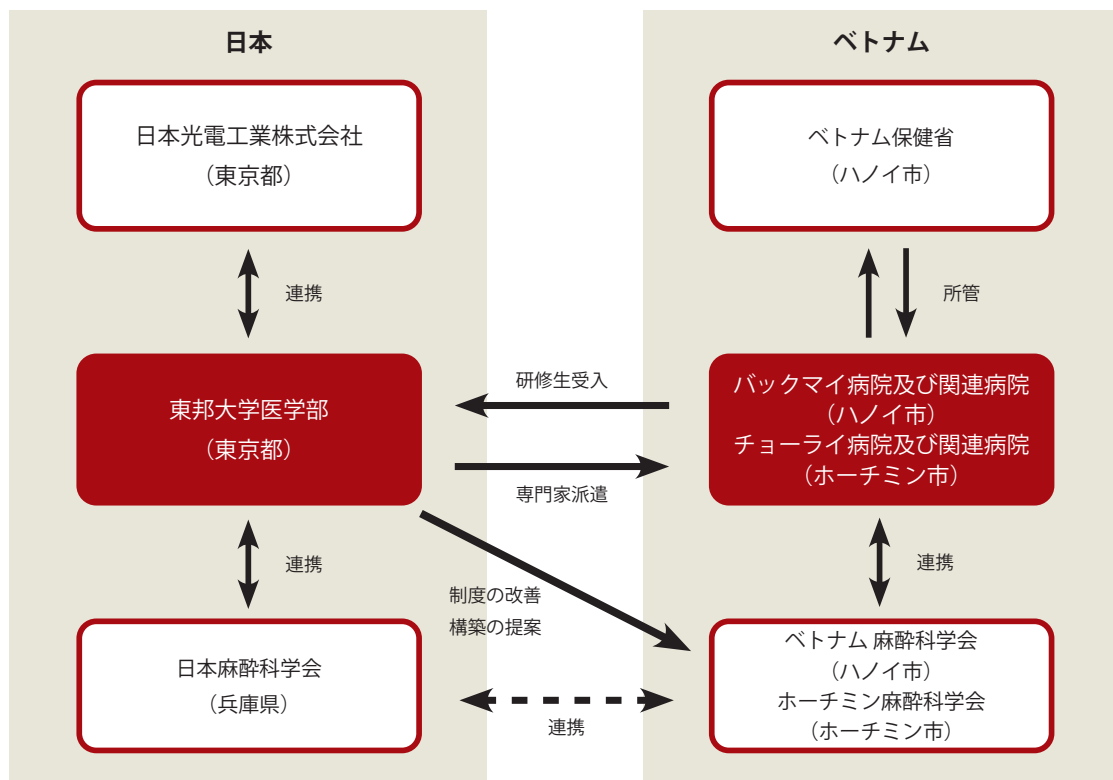 日本
日本光電工業株式会社
（東京都）
連携
東邦大学医学部
（東京都）
連携
日本麻酔科学会
（兵庫県）
研修生受入
専門家派遣
制度の改善
構築の提案
連携
ベトナム
ベトナム保健省
（ハノイ市）
所管
バックマイ病院及び関連病院
（ハノイ市）
チョーライ病院及び関連病院
（ホーチミン市）
連携
ベトナム 麻酔科学会
（ハノイ市）
ホーチミン麻酔科学会
（ホーチミン市）